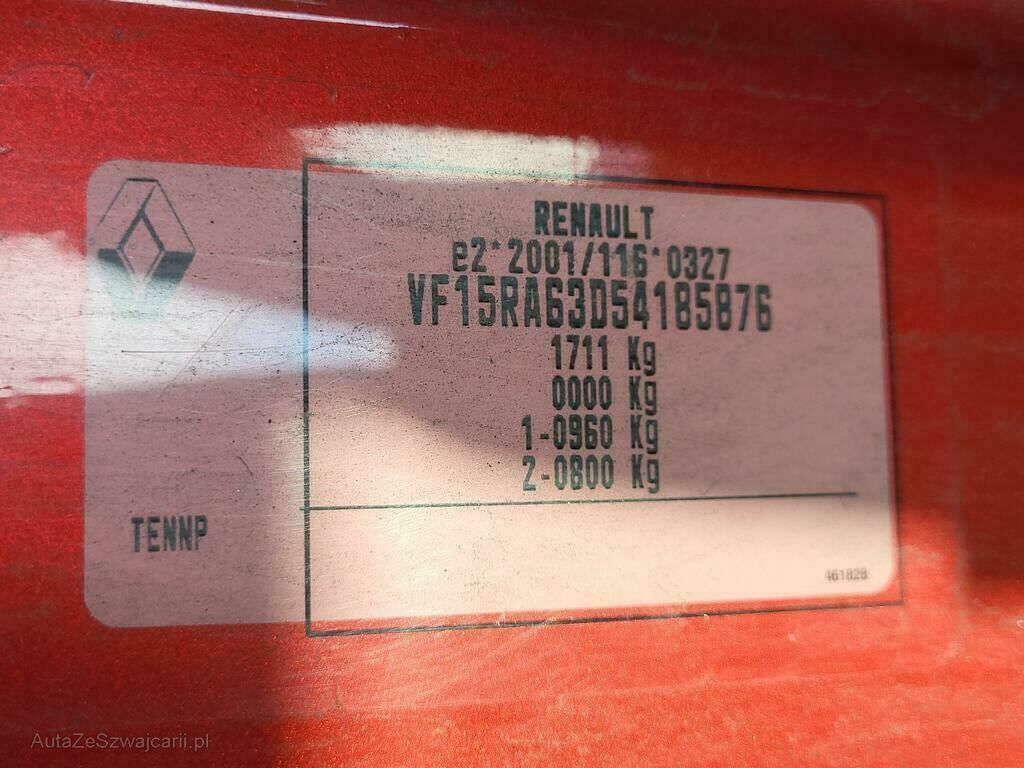 RENAULT
e2*2001/116*0327
VF15RA63D54185876
1711 Kg
0000 Kg
1-0960 Kg
2-0800 Kg
TENNP
461828
AutaZeSzwajcarii.pl